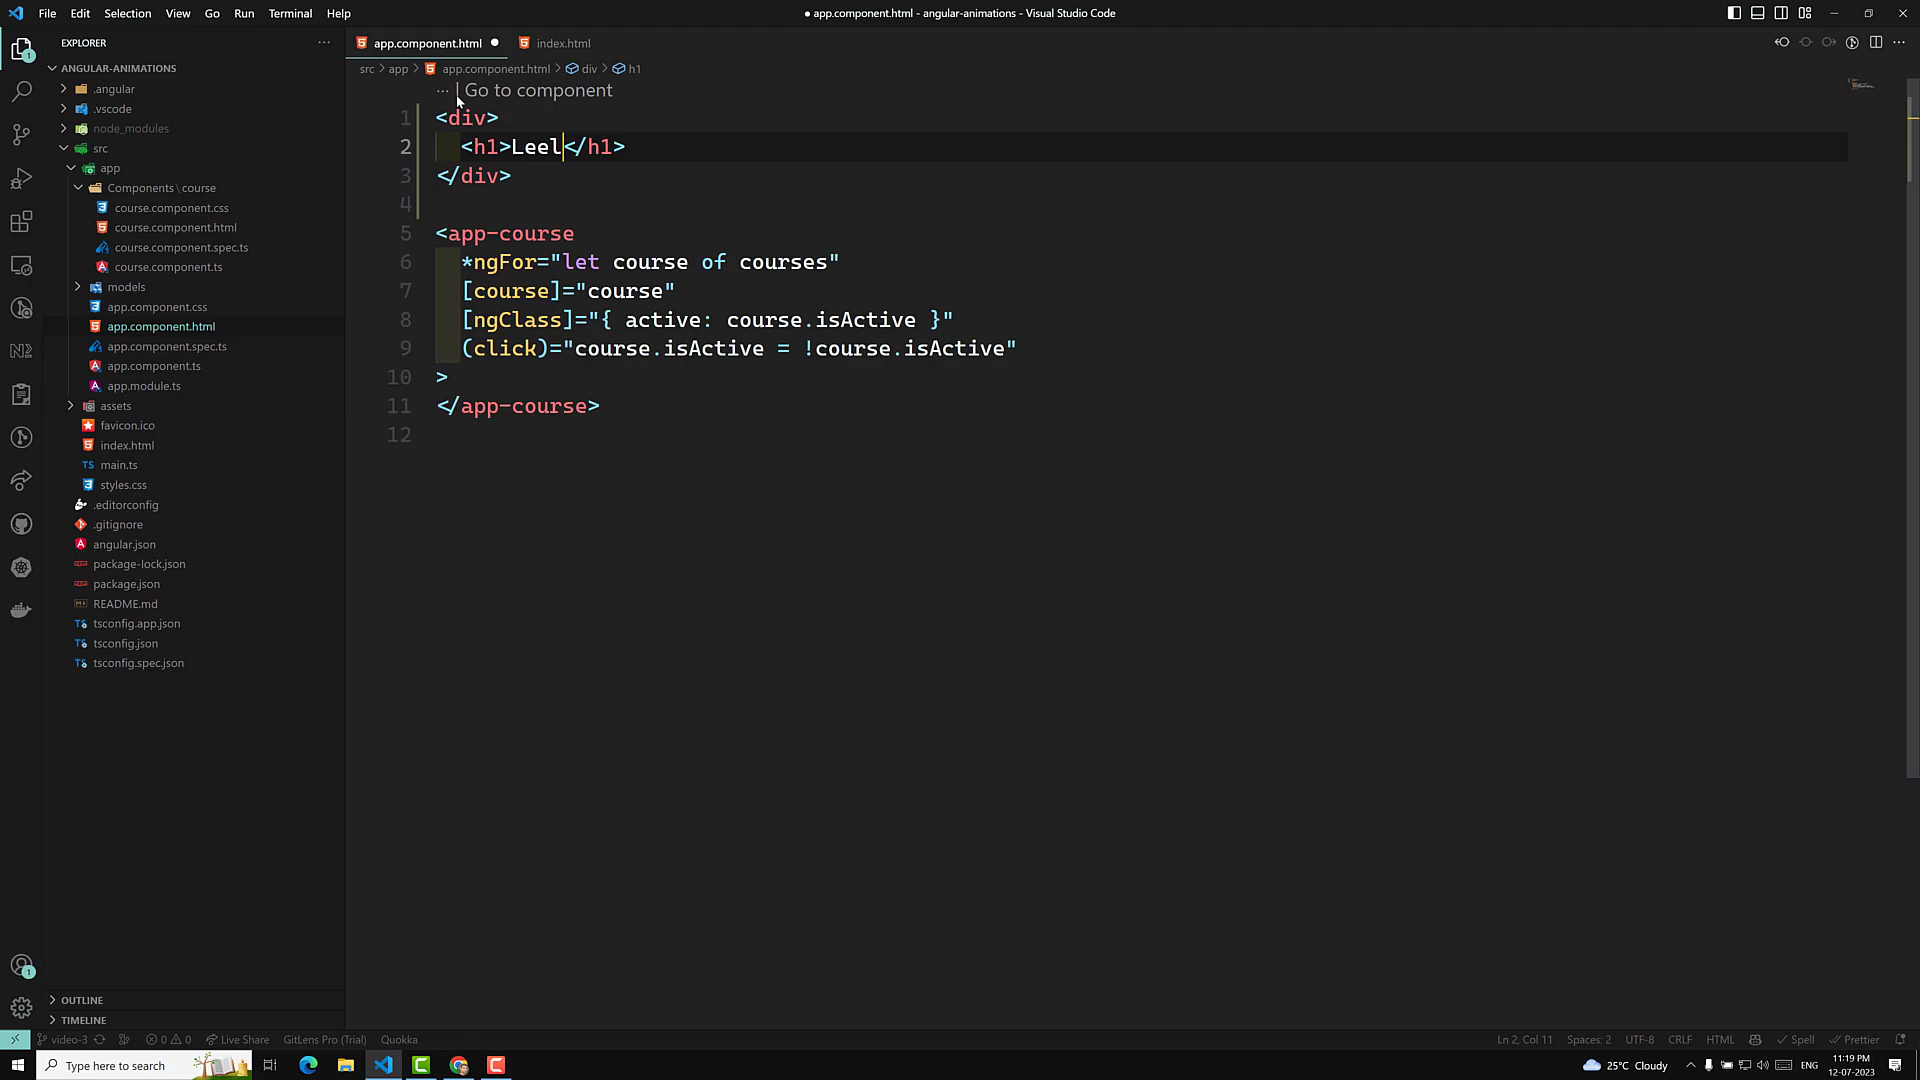 File Edit Selection View Go Run Terminal Help
● app.component.html - angular-animations - Visual Studio Code
EXPLORER ···
ANGULAR-ANIMATIONS
.angular
.vscode
node_modules
src
app
Components\course
course.component.css
course.component.html
course.component.spec.ts
course.component.ts
models
app.component.css
app.component.html
app.component.spec.ts
app.component.ts
app.module.ts
assets
favicon.ico
index.html
main.ts
styles.css
.editorconfig
.gitignore
angular.json
package-lock.json
package.json
README.md
tsconfig.app.json
tsconfig.json
tsconfig.spec.json
OUTLINE
TIMELINE
app.component.html ● index.html
src > app > app.component.html > div > h1
··· | Go to component
1 <div>
2 <h1>Leel</h1>
3 </div>
4
5 <app-course
6 *ngFor="let course of courses"
7 [course]="course"
8 [ngClass]="{ active: course.isActive }"
9 (click)="course.isActive = !course.isActive"
10 >
11 </app-course>
12
video-3 0 0 Live Share GitLens Pro (Trial) Quokka Ln 2, Col 11 Spaces: 2 UTF-8 CRLF HTML Spell Prettier
Type here to search 25°C Cloudy ENG 11:19 PM
12-07-2023